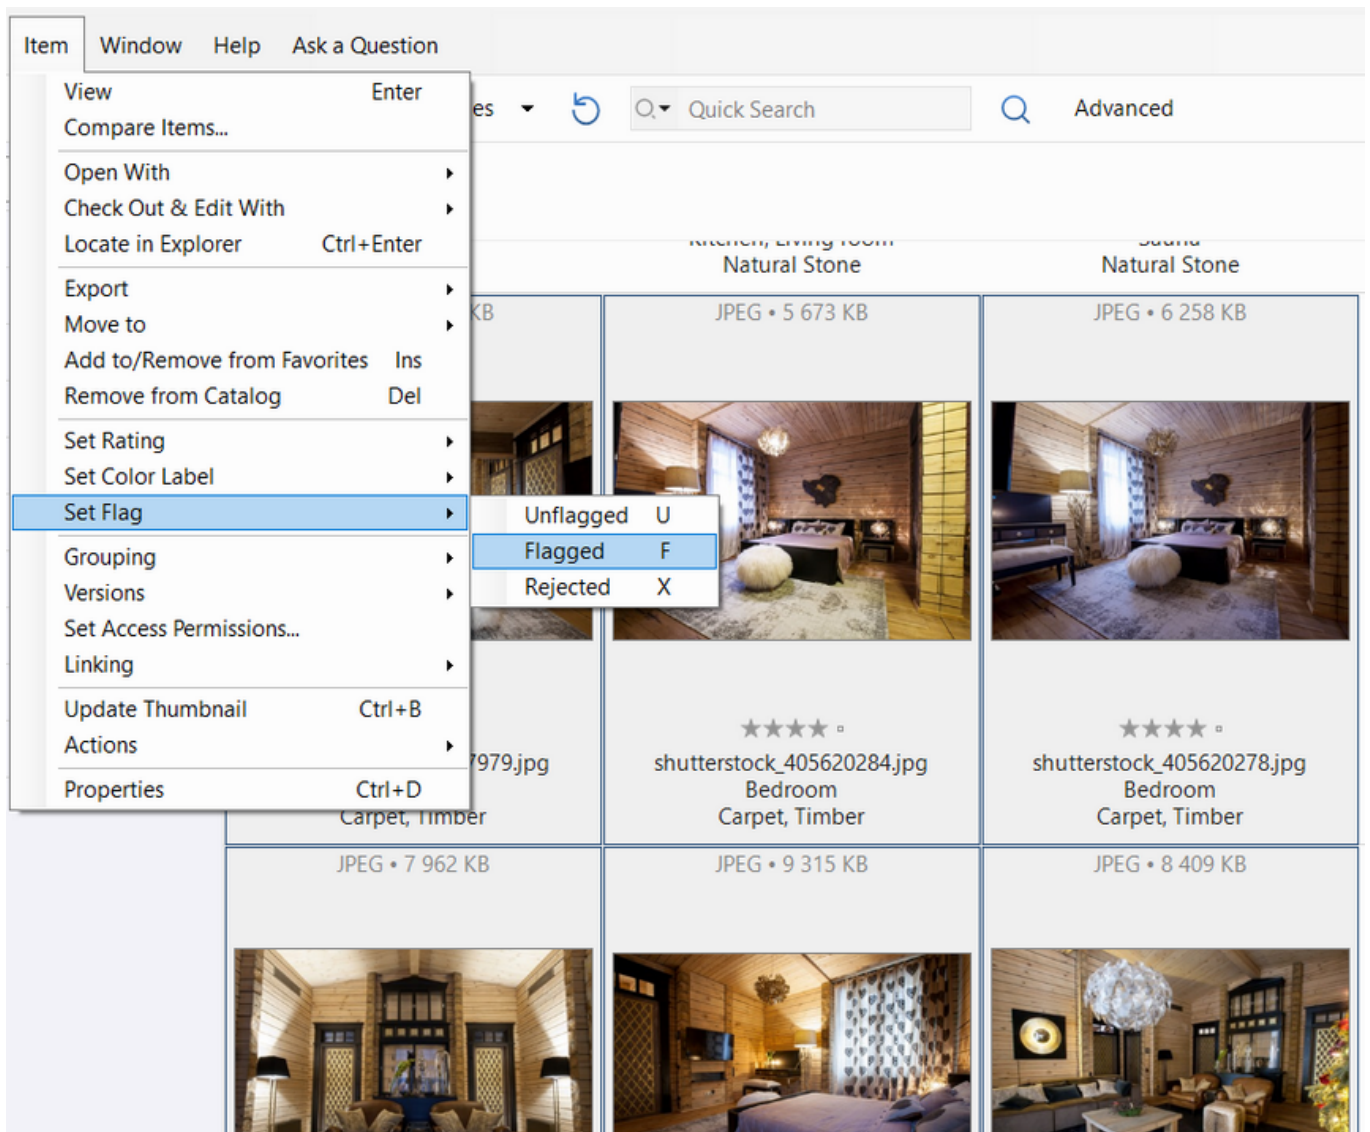 Item Window Help Ask a Question
View Enter
Compare Items...
Open With
Check Out & Edit With
Locate in Explorer Ctrl+Enter
Export
Move to
Add to/Remove from Favorites Ins
Remove from Catalog Del
Set Rating
Set Color Label
Set Flag
Grouping
Versions
Set Access Permissions...
Linking
Update Thumbnail Ctrl+B
Actions
Properties Ctrl+D
Unflagged U
Flagged F
Rejected X
es Quick Search Advanced
Kitchen, Living room
Natural Stone
Sauna
Natural Stone
KB
7979.jpg
Carpet, Timber
JPEG • 5 673 KB
shutterstock_405620284.jpg
Bedroom
Carpet, Timber
JPEG • 6 258 KB
shutterstock_405620278.jpg
Bedroom
Carpet, Timber
JPEG • 7 962 KB
JPEG • 9 315 KB
JPEG • 8 409 KB